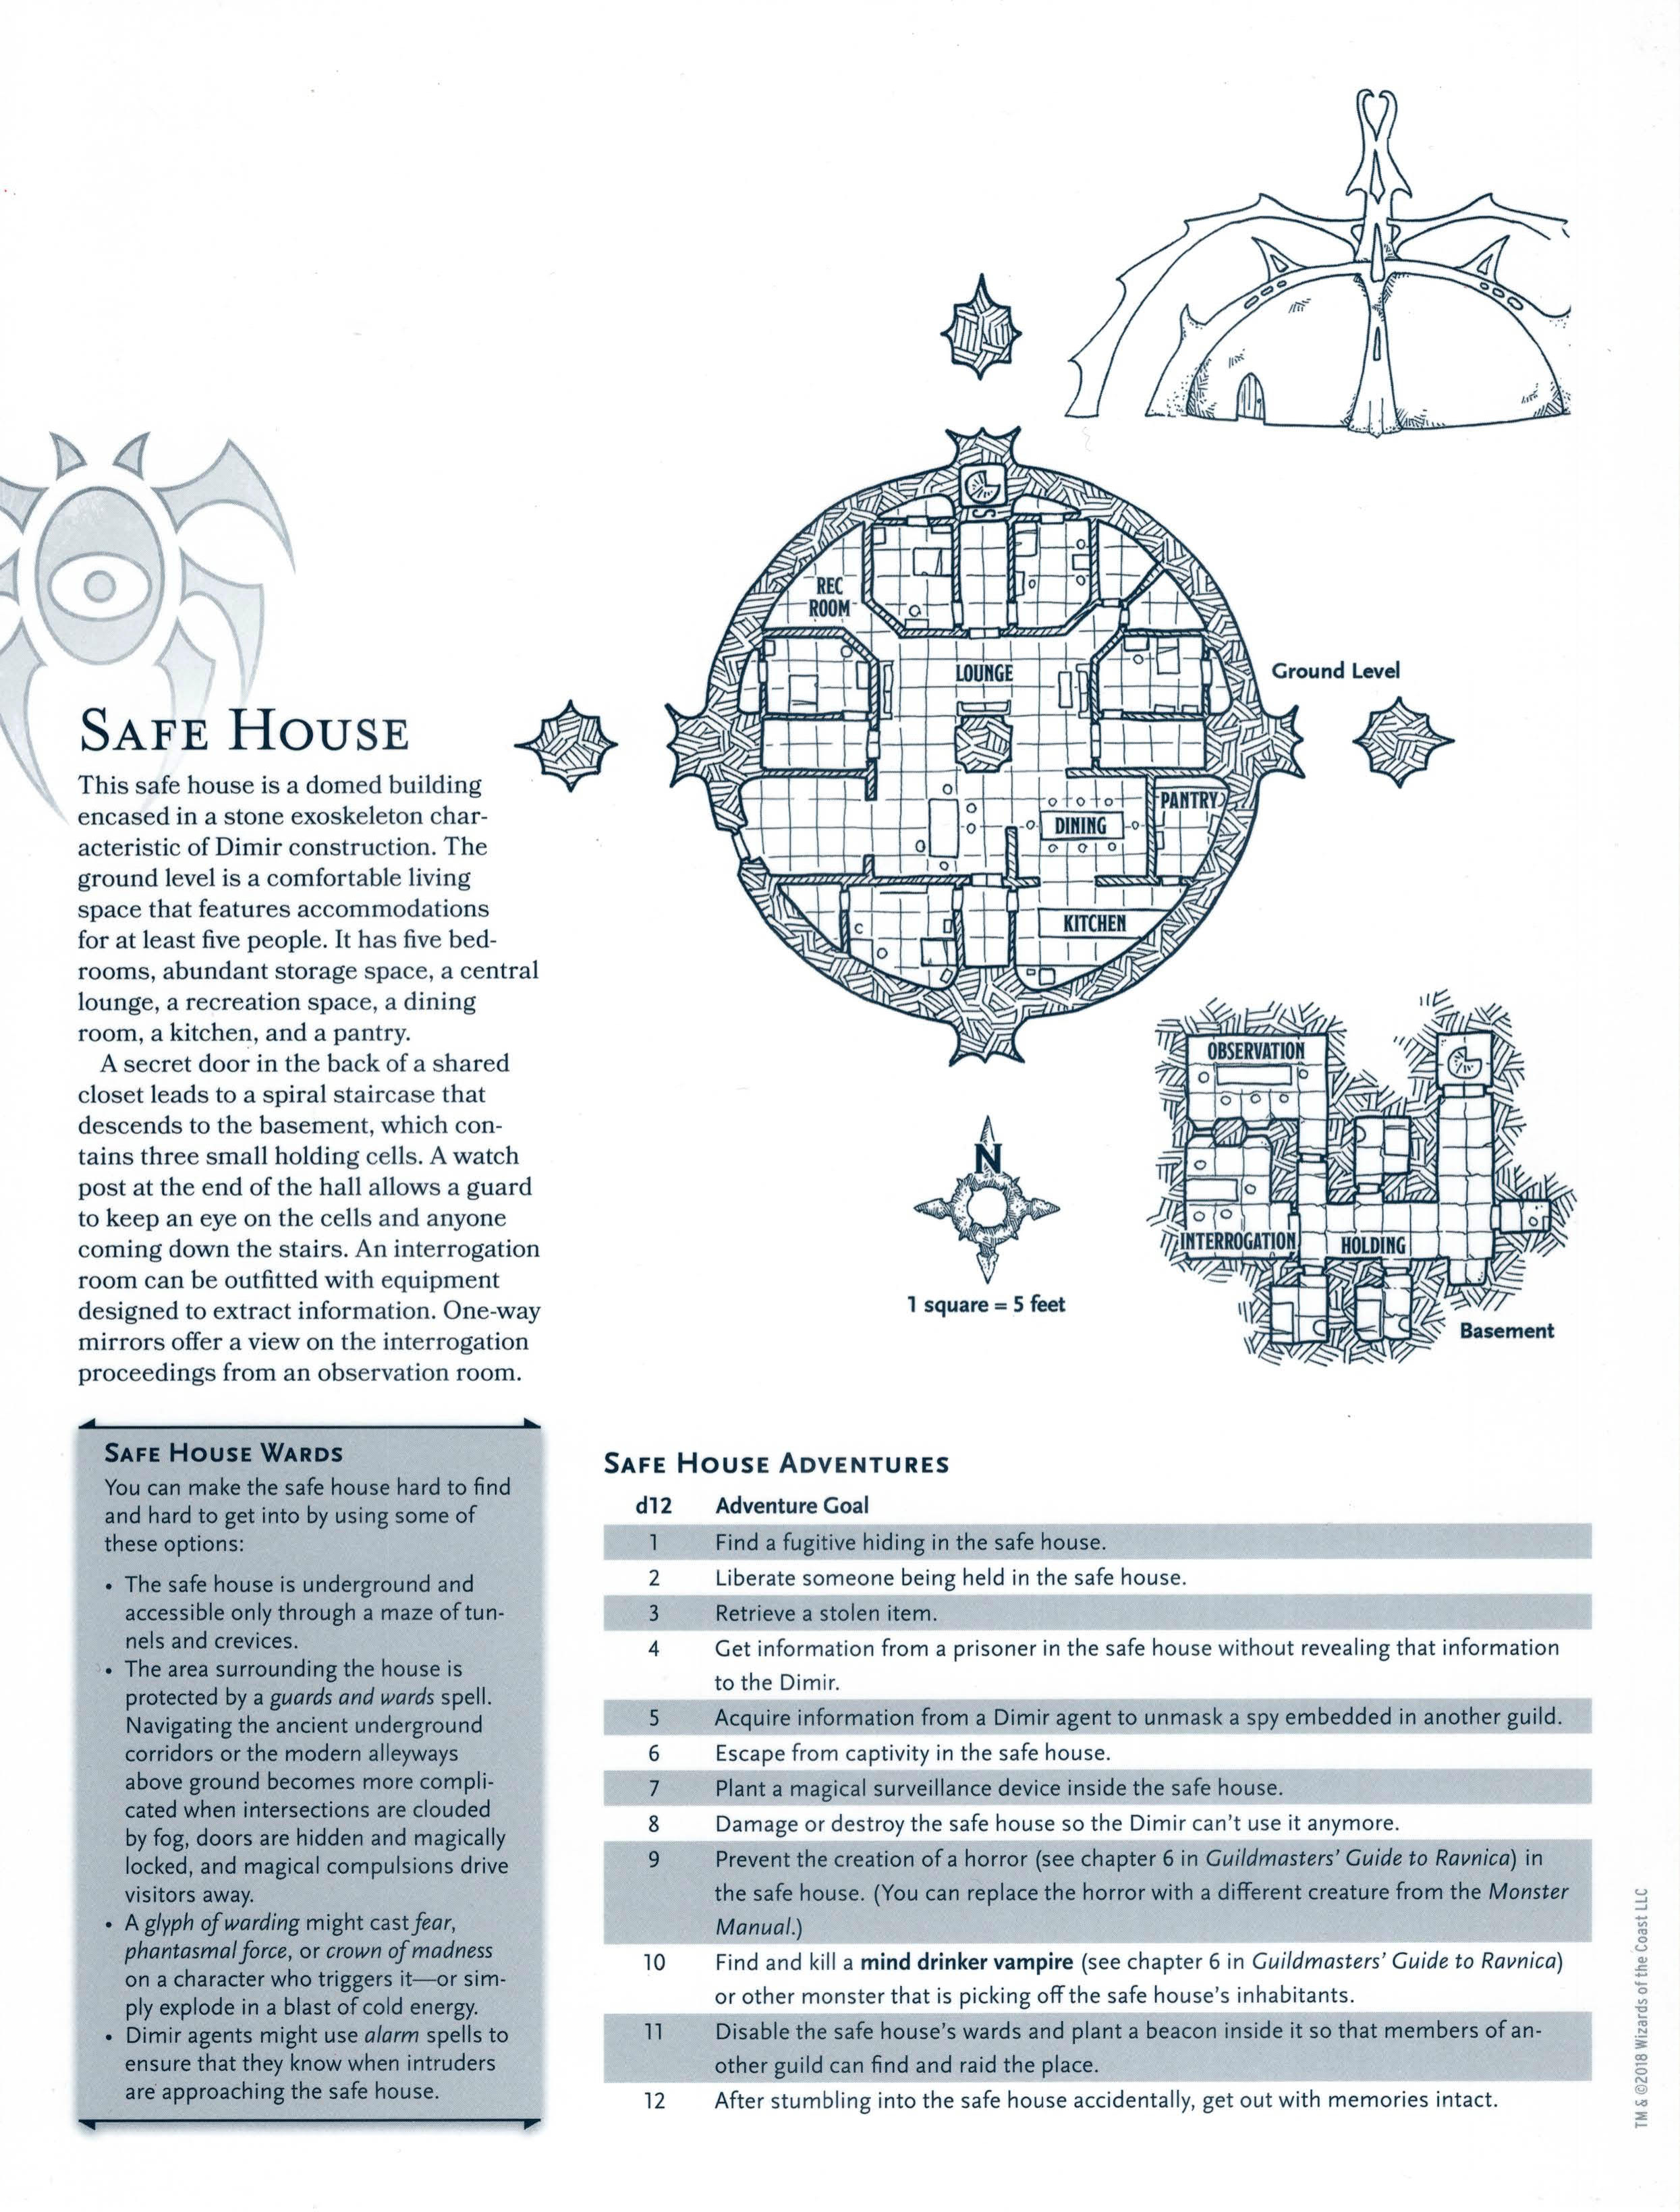 SAFE HOUSE
This safe house is a domed building
encased in a stone exoskeleton char-
acteristic of Dimir construction. The
ground level is a comfortable living
space that features accommodations
for at least five people. It has five bed-
rooms, abundant storage space, a central
lounge, a recreation space, a dining
room, a kitchen, and a pantry.
A secret door in the back of a shared
closet leads to a spiral staircase that
descends to the basement, which con-
tains three small holding cells. A watch
post at the end of the hall allows a guard
to keep an eye on the cells and anyone
coming down the stairs. An interrogation
room can be outfitted with equipment
designed to extract information. One-way
mirrors offer a view on the interrogation
proceedings from an observation room.
S
REC
ROOM
LOUNGE
Ground Level
PANTRY
DINING
KITCHEN
OBSERVATION
INTERROGATION
HOLDING
Basement
N
1 square = 5 feet
SAFE HOUSE WARDS
You can make the safe house hard to find
and hard to get into by using some of
these options:
• The safe house is underground and
accessible only through a maze of tun-
nels and crevices.
• The area surrounding the house is
protected by a guards and wards spell.
Navigating the ancient underground
corridors or the modern alleyways
above ground becomes more compli-
cated when intersections are clouded
by fog, doors are hidden and magically
locked, and magical compulsions drive
visitors away.
• A glyph of warding might cast fear,
phantasmal force, or crown of madness
on a character who triggers it—or sim-
ply explode in a blast of cold energy.
• Dimir agents might use alarm spells to
ensure that they know when intruders
are approaching the safe house.
SAFE HOUSE ADVENTURES
d12 Adventure Goal
1 Find a fugitive hiding in the safe house.
2 Liberate someone being held in the safe house.
3 Retrieve a stolen item.
4 Get information from a prisoner in the safe house without revealing that information
to the Dimir.
5 Acquire information from a Dimir agent to unmask a spy embedded in another guild.
6 Escape from captivity in the safe house.
7 Plant a magical surveillance device inside the safe house.
8 Damage or destroy the safe house so the Dimir can't use it anymore.
9 Prevent the creation of a horror (see chapter 6 in Guildmasters' Guide to Ravnica) in
the safe house. (You can replace the horror with a different creature from the Monster
Manual.)
10 Find and kill a mind drinker vampire (see chapter 6 in Guildmasters' Guide to Ravnica)
or other monster that is picking off the safe house's inhabitants.
11 Disable the safe house's wards and plant a beacon inside it so that members of an-
other guild can find and raid the place.
12 After stumbling into the safe house accidentally, get out with memories intact.
TM & ©2018 Wizards of the Coast LLC